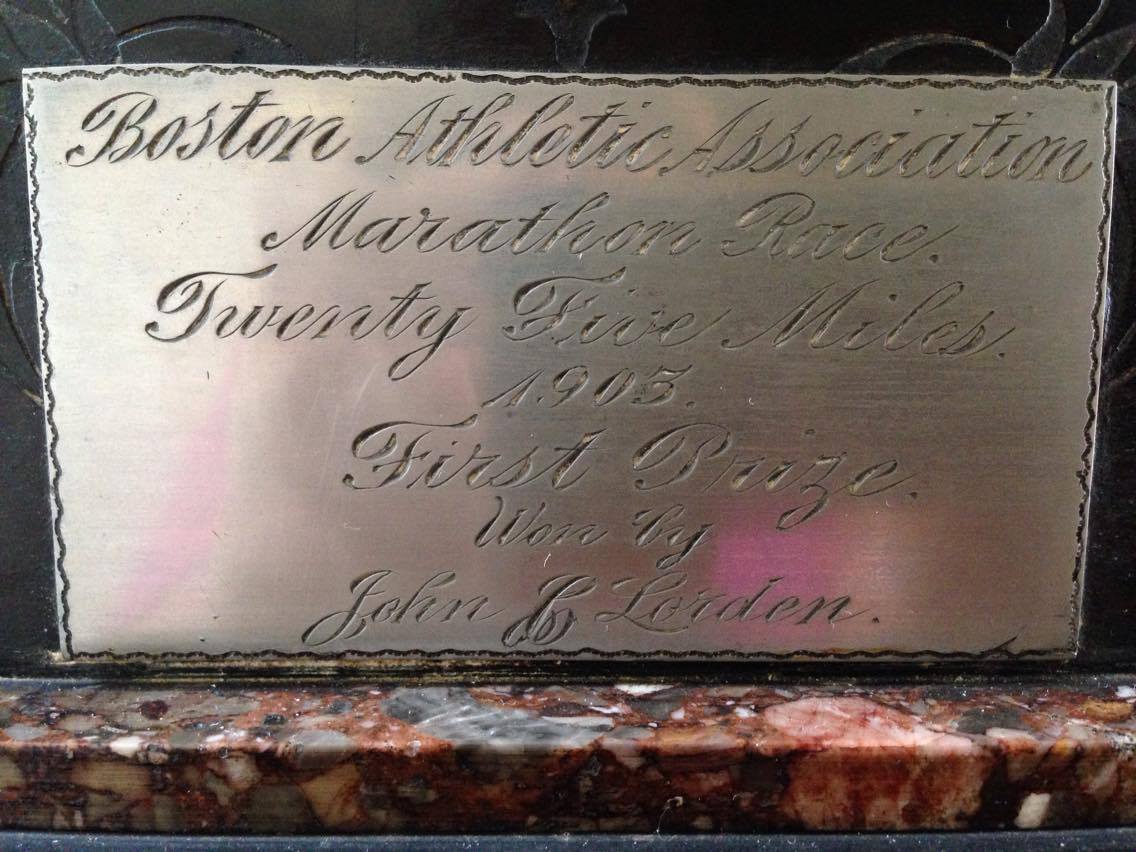 Boston Athletic Association
Marathon Race.
Twenty Five Miles.
1903.
First Prize.
Won by
John C Lorden.